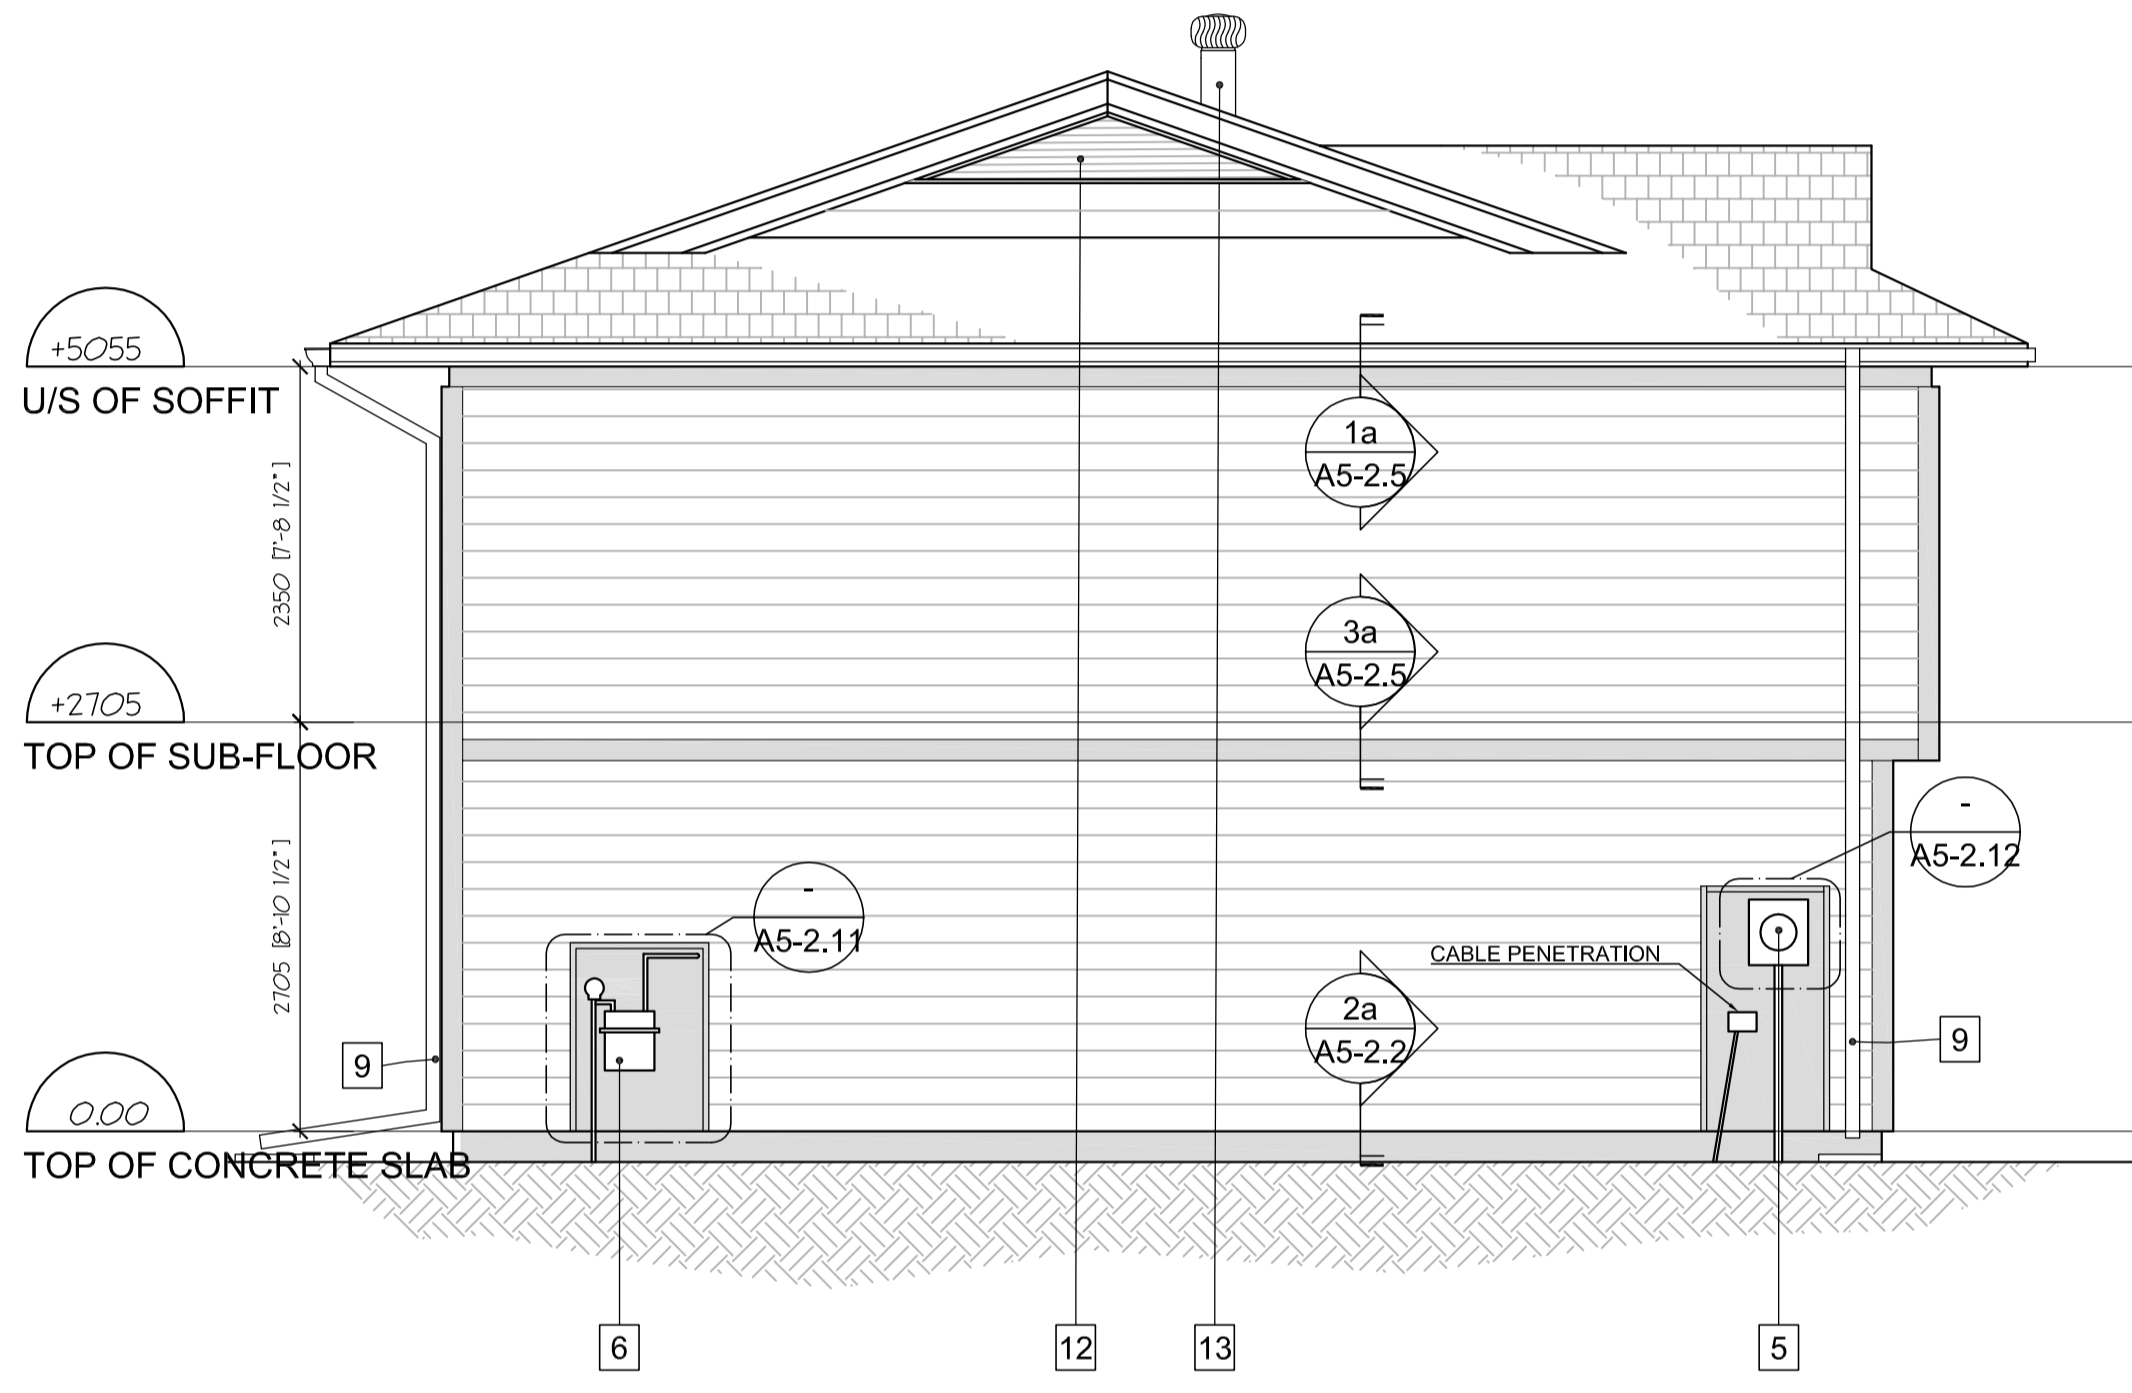 +5055
U/S OF SOFFIT
2350 [7'-8 1/2"]
1a
A5-2.5
3a
A5-2.5
+2705
TOP OF SUB-FLOOR
2705 [8'-10 1/2"]
-
A5-2.12
-
A5-2.11
CABLE PENETRATION
2a
A5-2.2
9
9
0.00
TOP OF CONCRETE SLAB
6
12
13
5